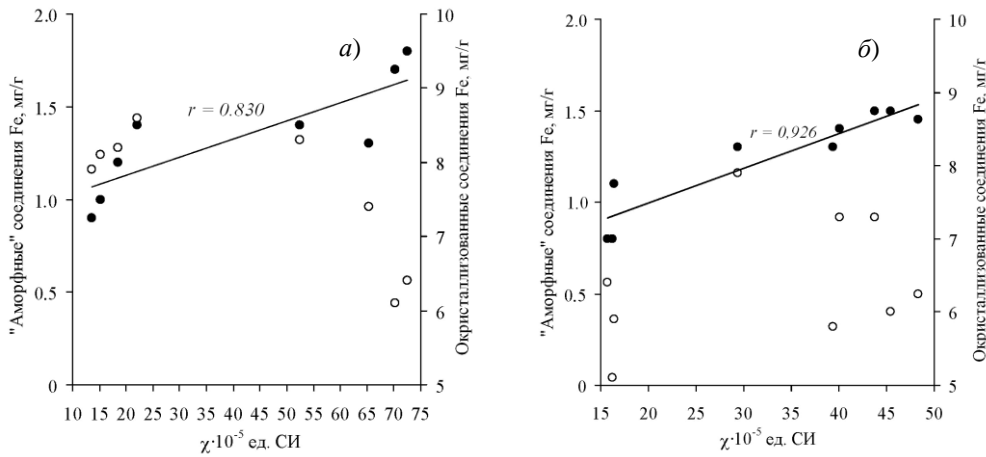 "Аморфные" соединения Fe, мг/г
2.0
1.5
1.0
0.5
0
а)
r = 0.830
10
9
8
7
6
5
Окристаллизованные соединения Fe, мг/г
10 15 20 25 30 35 40 45 50 55 60 65 70 75
χ·10⁻⁵ ед. СИ
"Аморфные" соединения Fe, мг/г
2.0
1.5
1.0
0.5
0
б)
r = 0,926
10
9
8
7
6
5
Окристаллизованные соединения Fe, мг/г
15 20 25 30 35 40 45 50
χ·10⁻⁵ ед. СИ